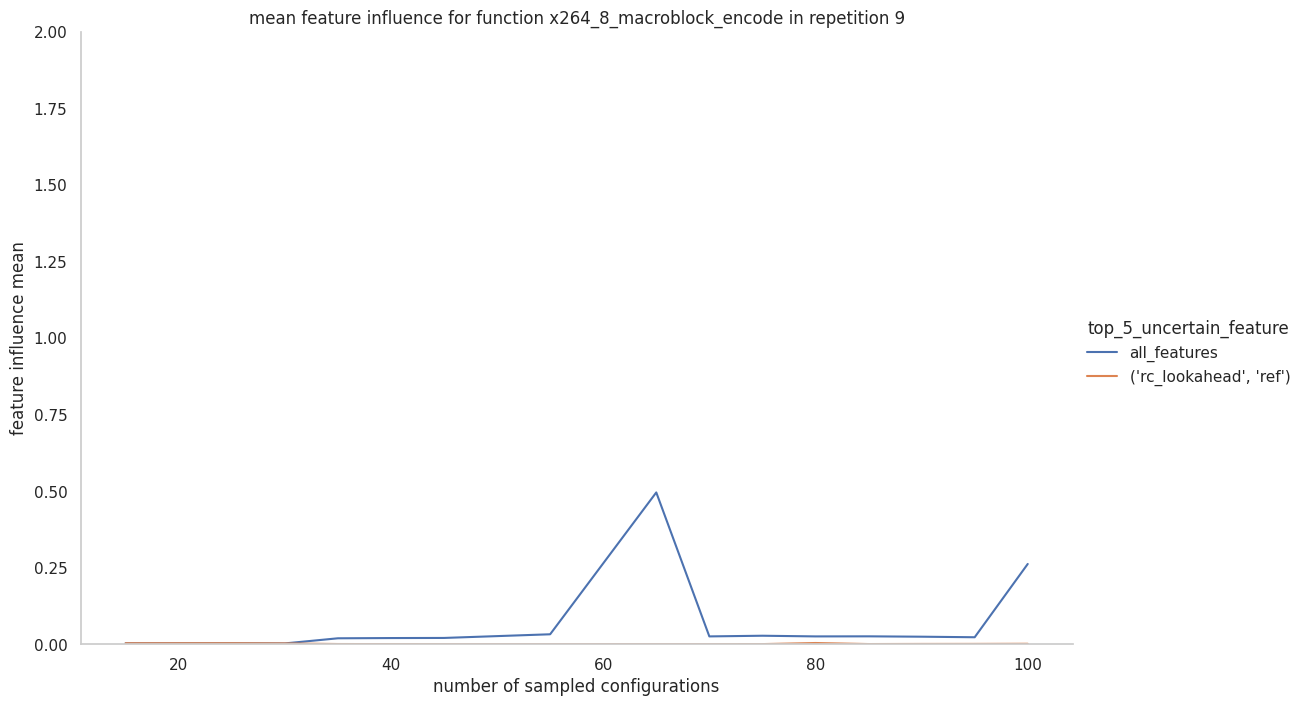 mean feature influence for function x264_8_macroblock_encode in repetition 9
2.00
1.75
1.50
1.25
1.00
0.75
0.50
0.25
0.00
feature influence mean
20
40
60
80
100
number of sampled configurations
top_5_uncertain_feature
all_features
('rc_lookahead', 'ref')